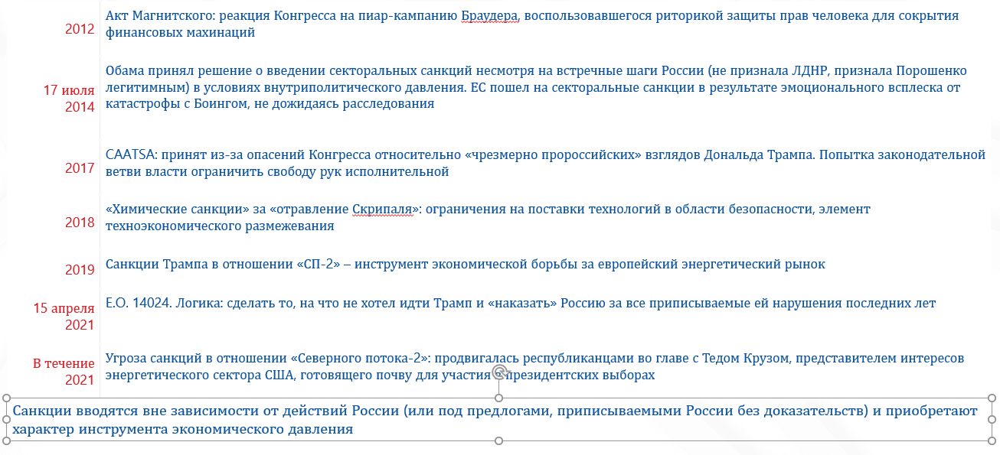 2012
Акт Магнитского: реакция Конгресса на пиар-кампанию Браудера, воспользовавшегося риторикой защиты прав человека для сокрытия
финансовых махинаций
17 июля
2014
Обама принял решение о введении секторальных санкций несмотря на встречные шаги России (не признала ЛДНР, признала Порошенко
легитимным) в условиях внутриполитического давления. ЕС пошел на секторальные санкции в результате эмоционального всплеска от
катастрофы с Боингом, не дожидаясь расследования
2017
CAATSA: принят из-за опасений Конгресса относительно «чрезмерно пророссийских» взглядов Дональда Трампа. Попытка законодательной
ветви власти ограничить свободу рук исполнительной
2018
«Химические санкции» за «отравление Скрипаля»: ограничения на поставки технологий в области безопасности, элемент
техноэкономического размежевания
2019
Санкции Трампа в отношении «СП-2» – инструмент экономической борьбы за европейский энергетический рынок
15 апреля
2021
E.O. 14024. Логика: сделать то, на что не хотел идти Трамп и «наказать» Россию за все приписываемые ей нарушения последних лет
В течение
2021
Угроза санкций в отношении «Северного потока-2»: продвигалась республиканцами во главе с Тедом Крузом, представителем интересов
энергетического сектора США, готовящего почву для участия президентских выборах
Санкции вводятся вне зависимости от действий России (или под предлогами, приписываемыми России без доказательств) и приобретают
характер инструмента экономического давления